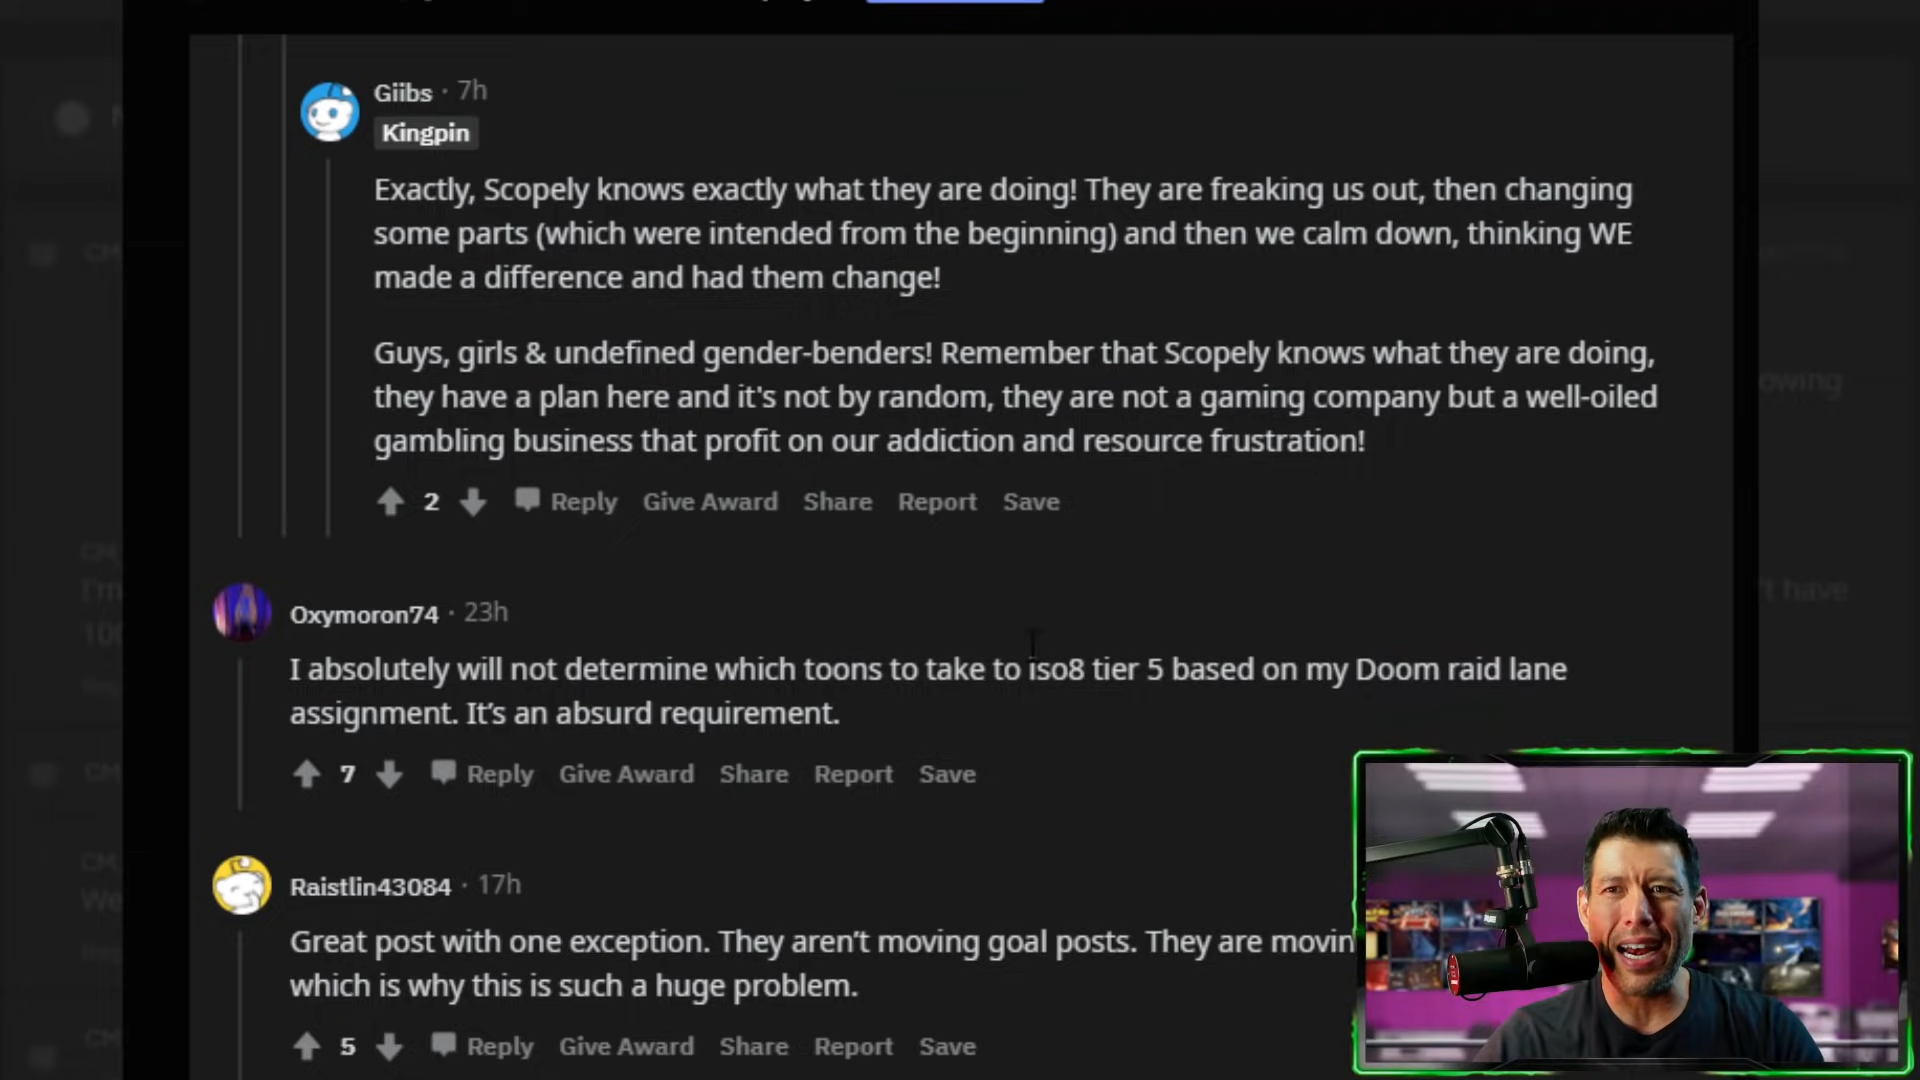 Giibs · 7h
Kingpin
Exactly, Scopely knows exactly what they are doing! They are freaking us out, then changing
some parts (which were intended from the beginning) and then we calm down, thinking WE
made a difference and had them change!
Guys, girls & undefined gender-benders! Remember that Scopely knows what they are doing,
they have a plan here and it's not by random, they are not a gaming company but a well-oiled
gambling business that profit on our addiction and resource frustration!
2 Reply Give Award Share Report Save
Oxymoron74 · 23h
I absolutely will not determine which toons to take to iso8 tier 5 based on my Doom raid lane
assignment. It’s an absurd requirement.
7 Reply Give Award Share Report Save
Raistlin43084 · 17h
Great post with one exception. They aren’t moving goal posts. They are movin
which is why this is such a huge problem.
5 Reply Give Award Share Report Save
owing
't have